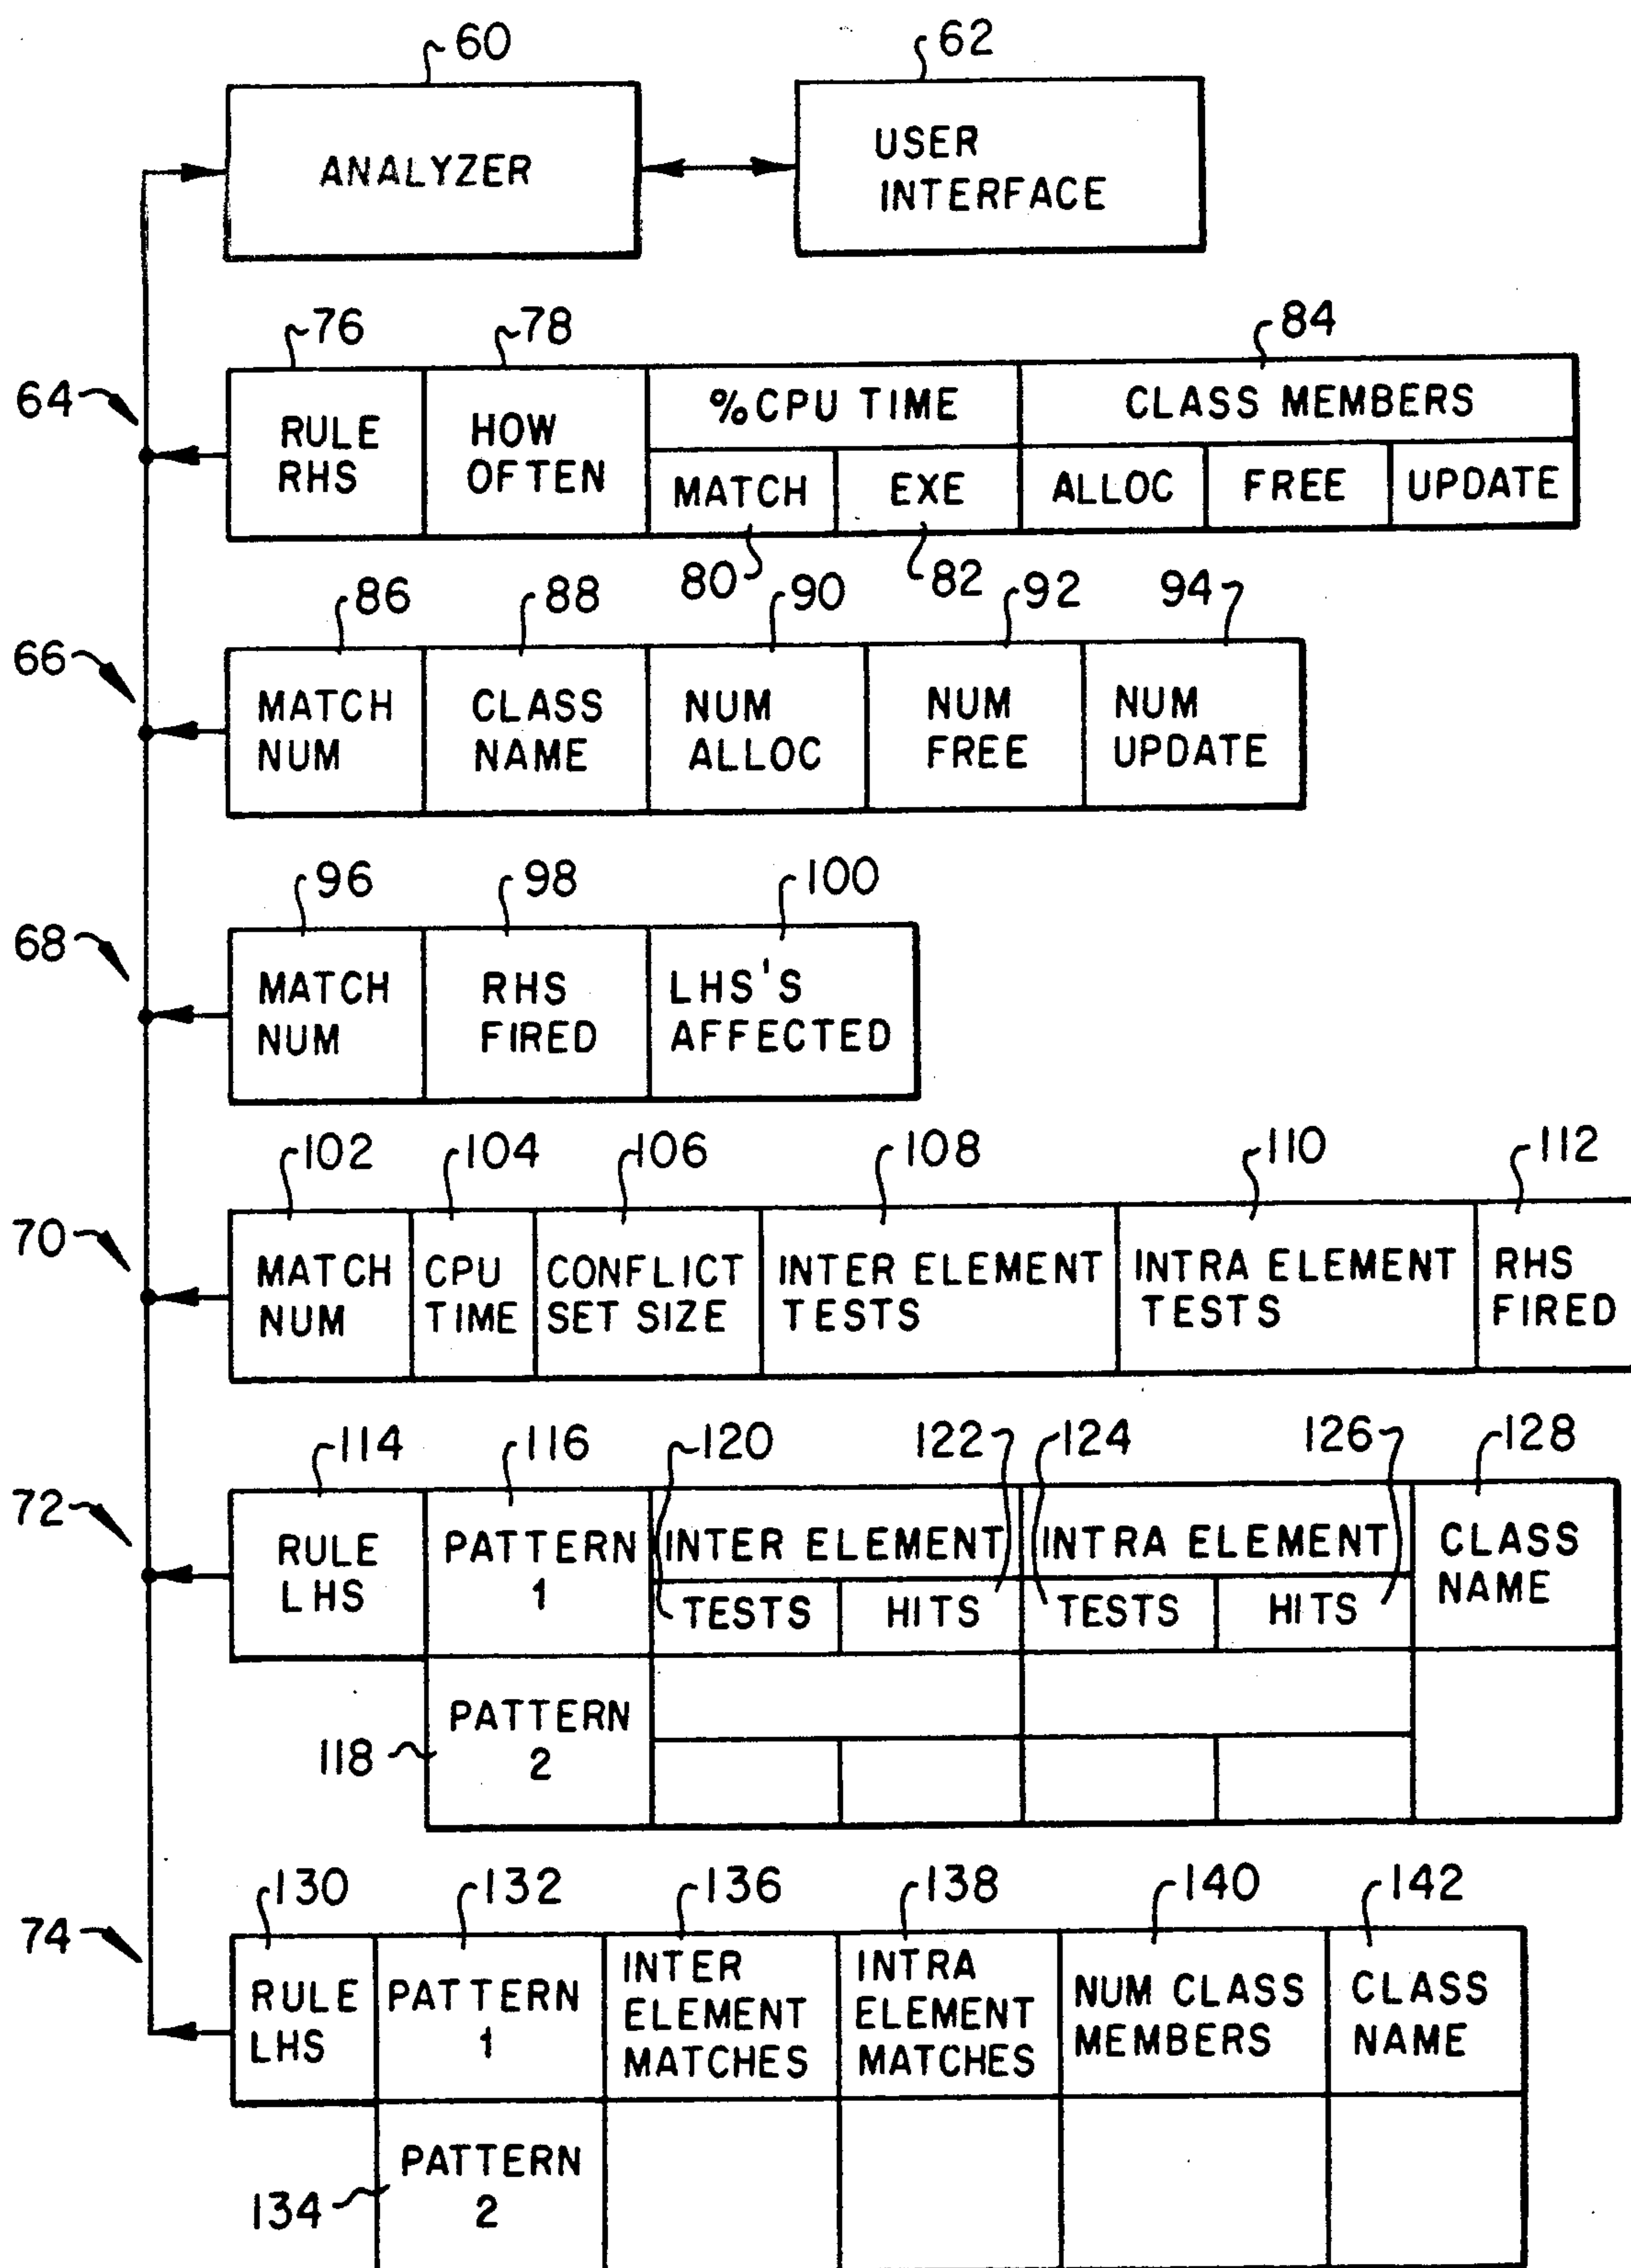 60
62
ANALYZER
USER
INTERFACE
76
78
84
64
RULE
RHS
HOW
OFTEN
%CPU TIME
CLASS MEMBERS
MATCH
EXE
ALLOC
FREE
UPDATE
80
82
86
88
90
92
94
66
MATCH
NUM
CLASS
NAME
NUM
ALLOC
NUM
FREE
NUM
UPDATE
96
98
100
68
MATCH
NUM
RHS
FIRED
LHS'S
AFFECTED
102
104
106
108
110
112
70
MATCH
NUM
CPU
TIME
CONFLICT
SET SIZE
INTER ELEMENT
TESTS
INTRA ELEMENT
TESTS
RHS
FIRED
114
116
120
122
124
126
128
72
RULE
LHS
PATTERN
1
INTER ELEMENT
TESTS
HITS
INTRA ELEMENT
TESTS
HITS
CLASS
NAME
118
PATTERN
2
130
132
136
138
140
142
74
RULE
LHS
PATTERN
1
INTER
ELEMENT
MATCHES
INTRA
ELEMENT
MATCHES
NUM CLASS
MEMBERS
CLASS
NAME
134
PATTERN
2